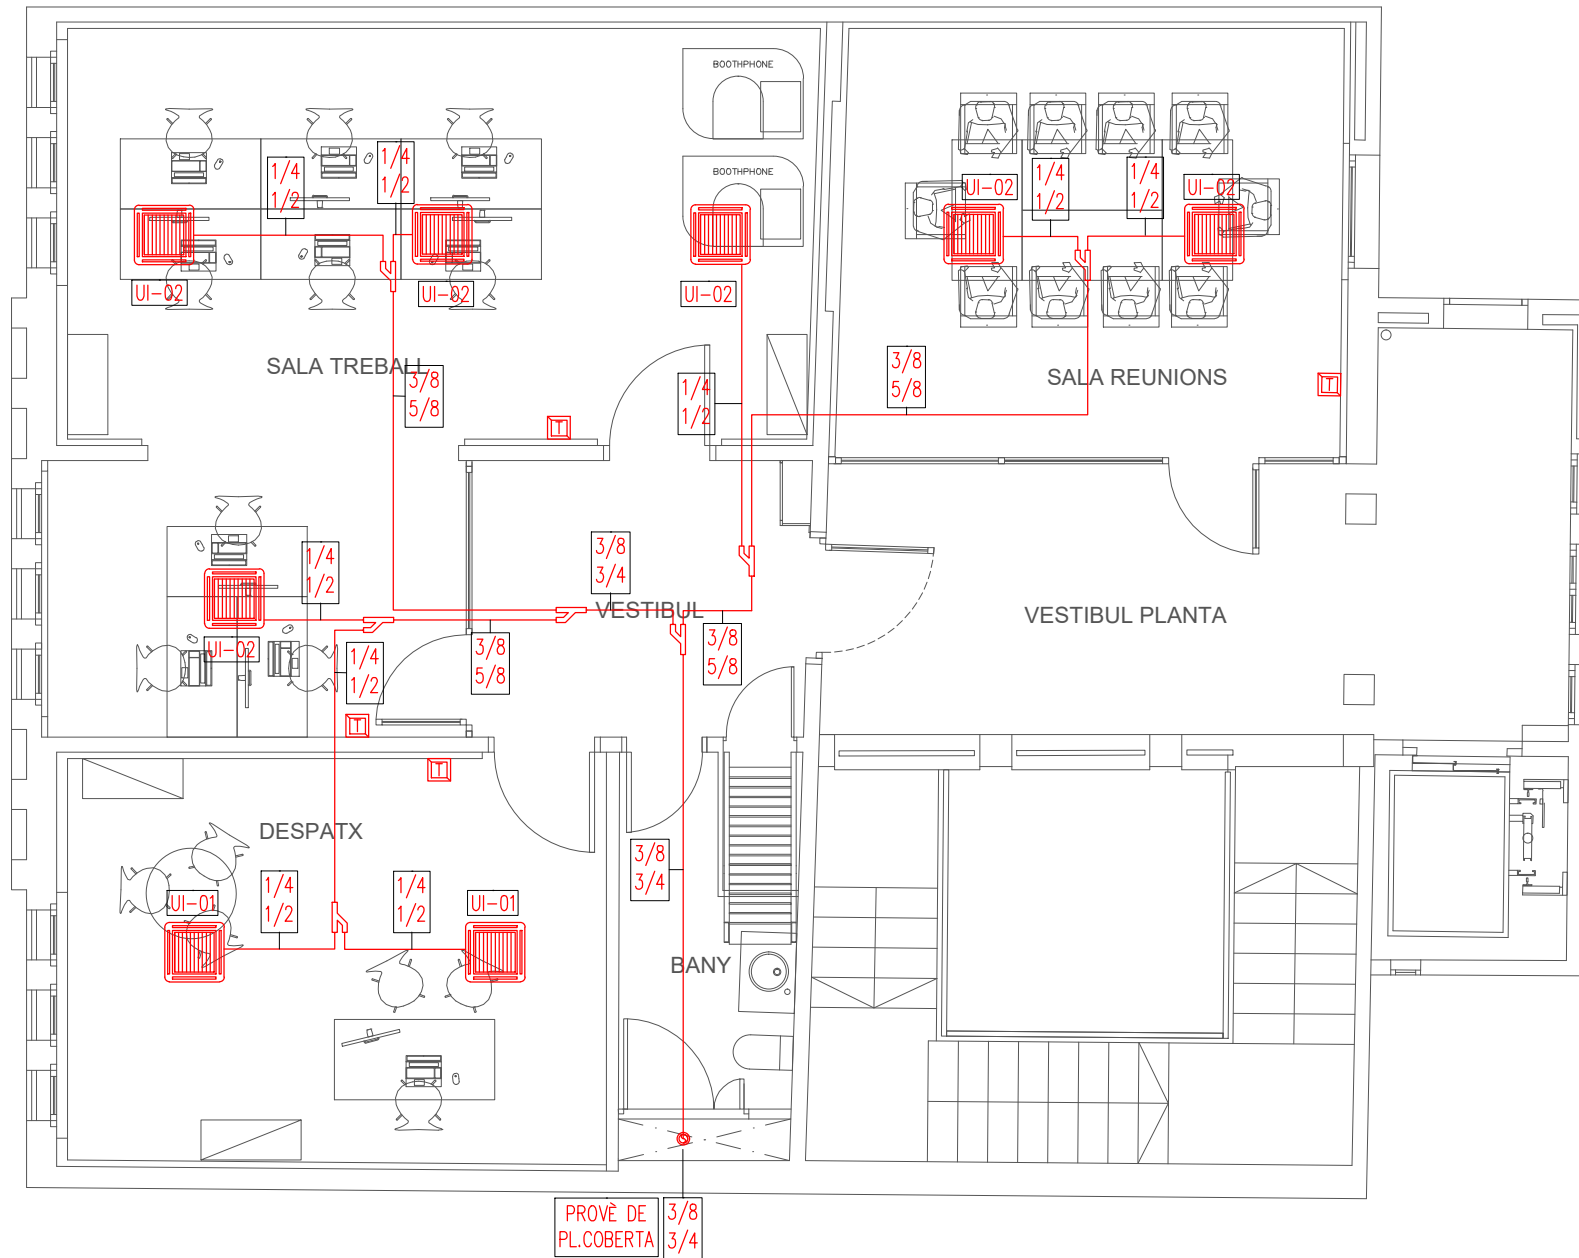 BOOTHPHONE
1/4
1/2
1/4
1/2
BOOTHPHONE
1/4
1/2
1/4
1/2
UI-02
UI-02
UI-02
UI-02
UI-02
SALA TREBALL
3/8
5/8
1/4
1/2
3/8
5/8
SALA REUNIONS
T
T
1/4
1/2
3/8
3/4
VESTIBUL
VESTIBUL PLANTA
UI-02
1/4
1/2
3/8
5/8
3/8
5/8
T
T
DESPATX
3/8
3/4
UI-01
1/4
1/2
1/4
1/2
UI-01
BANY
PROVÈ DE
PL.COBERTA
3/8
3/4